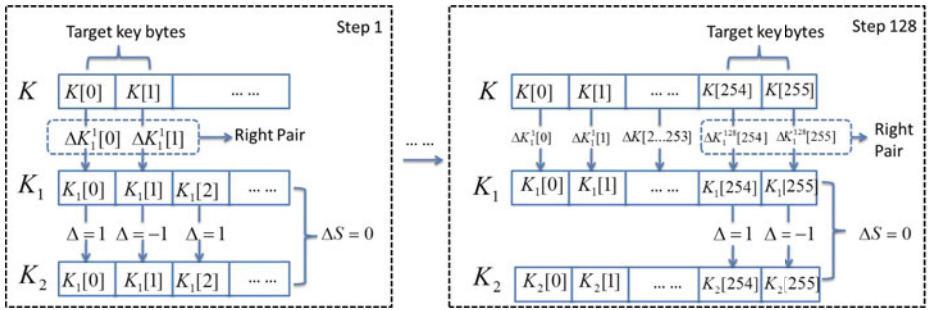 Step 1
Target key bytes
K K[0] K[1] ... ...
ΔK₁¹[0] ΔK₁¹[1] Right Pair
K₁ K₁[0] K₁[1] K₁[2] ... ...
Δ = 1 Δ = −1 Δ = 1 ΔS = 0
K₂ K₁[0] K₁[1] K₁[2] ... ...
... ...
Step 128
Target key bytes
K K[0] K[1] ... ... K[254] K[255]
ΔK₁¹[0] ΔK₁¹[1] ΔK[2...253] ΔK₁¹²⁸[254] ΔK₁¹²⁸[255] Right
Pair
K₁ K₁[0] K₁[1] ... ... K₁[254] K₁[255]
Δ = 1 Δ = −1 ΔS = 0
K₂ K₂[0] K₂[1] ... ... K₂[254] K₂[255]